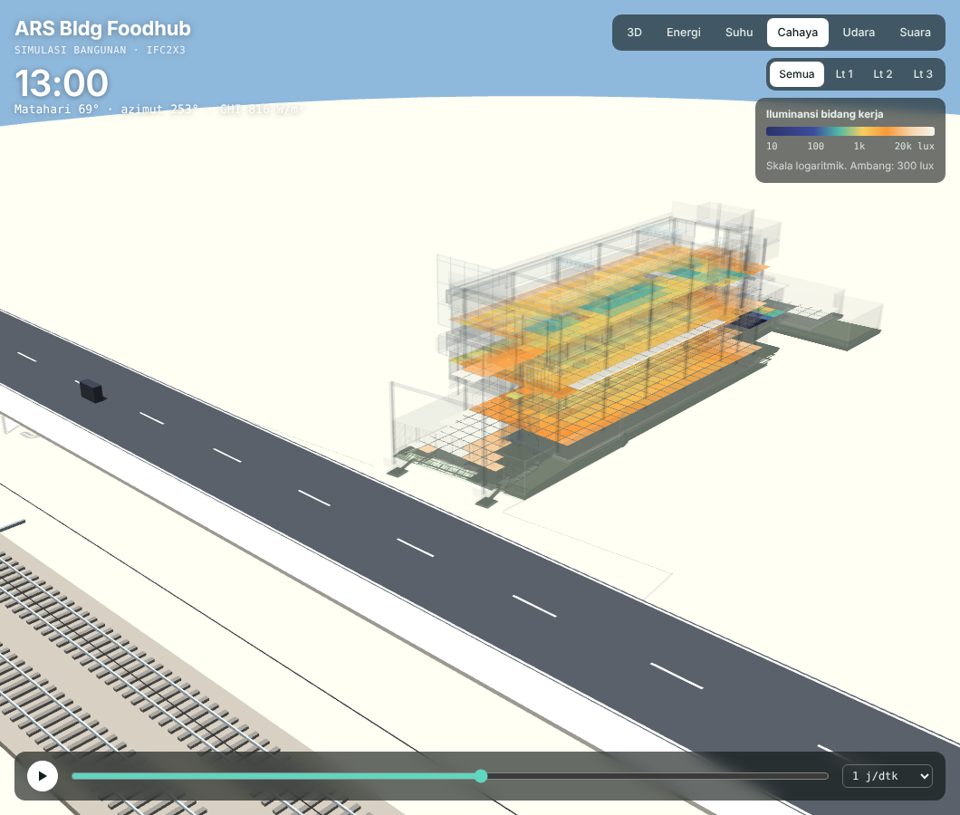 ARS Bldg Foodhub
SIMULASI BANGUNAN · IFC2X3
13:00
Matahari 69° · azimut 253° · GHI 816 W/m²
3D Energi Suhu Cahaya Udara Suara
Semua Lt 1 Lt 2 Lt 3
Iluminansi bidang kerja
10 100 1k 20k lux
Skala logaritmik. Ambang: 300 lux
1 j/dtk